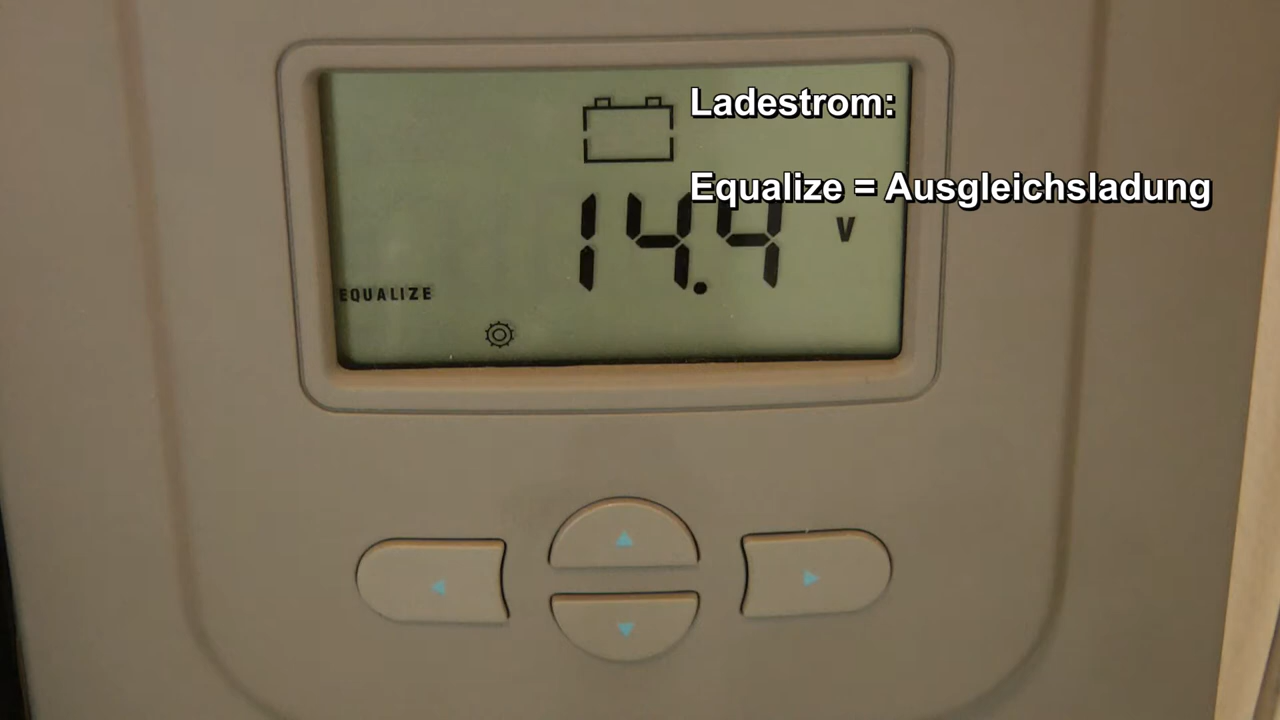 Ladestrom:
Equalize = Ausgleichsladung
14.4 V
EQUALIZE